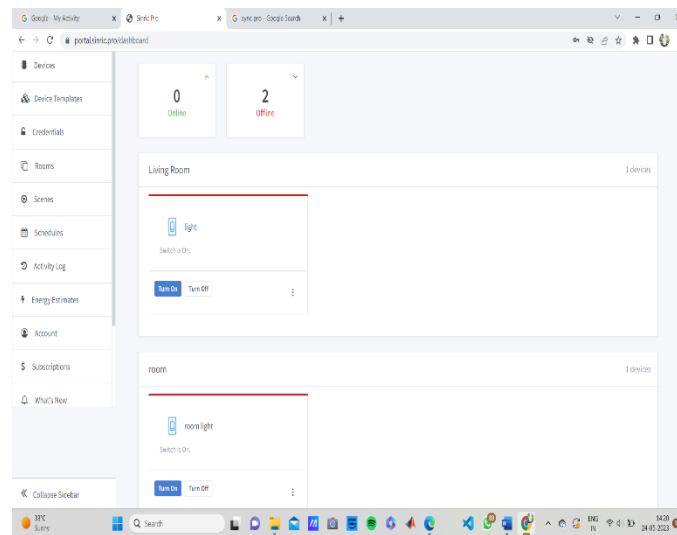 Google - My Activity
Sinric Pro
sync pro - Google Search
portal.sinric.pro/dashboard
Devices
Device Templates
Credentials
Rooms
Scenes
Schedules
Activity Log
Energy Estimates
Account
Subscriptions
What's New
Collapse Sidebar
0
Online
2
Offline
Living Room
1 devices
light
Switch is On.
Turn On Turn Off
room
1 devices
room light
Switch is On.
Turn On Turn Off
33°C
Sunny
Search
ENG
IN
14:20
24-05-2023